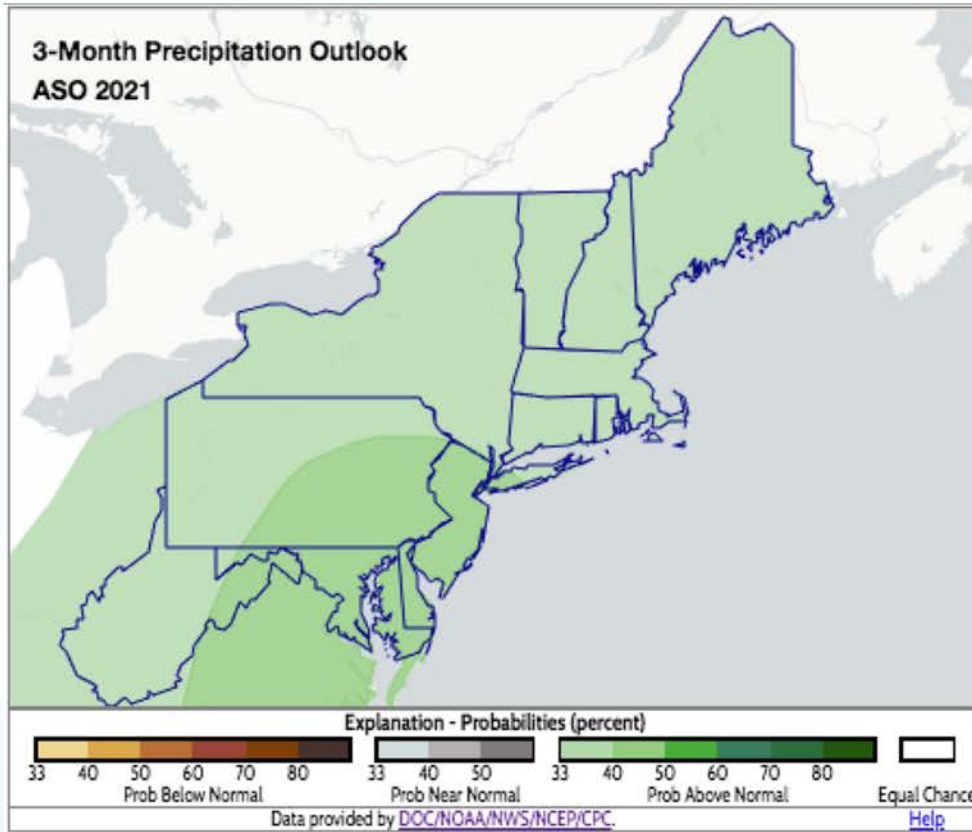 3-Month Precipitation Outlook
ASO 2021
Explanation - Probabilities (percent)
33 40 50 60 70 80 33 40 50 33 40 50 60 70 80
Prob Below Normal Prob Near Normal Prob Above Normal Equal Chance
Data provided by DOC/NOAA/NWS/NCEP/CPC. Help